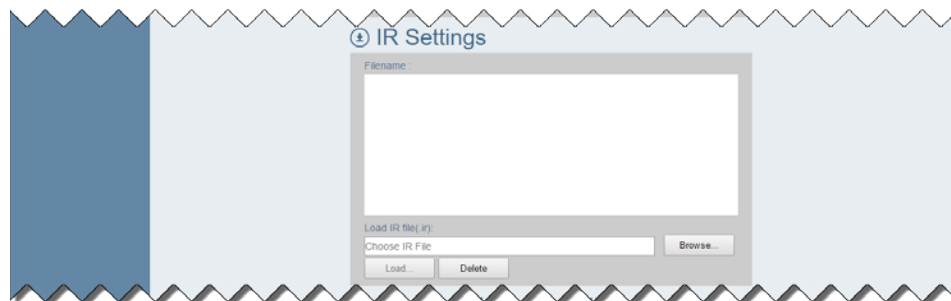 IR Settings
Filename :
Load IR file(.ir):
Choose IR File
Browse...
Load...
Delete